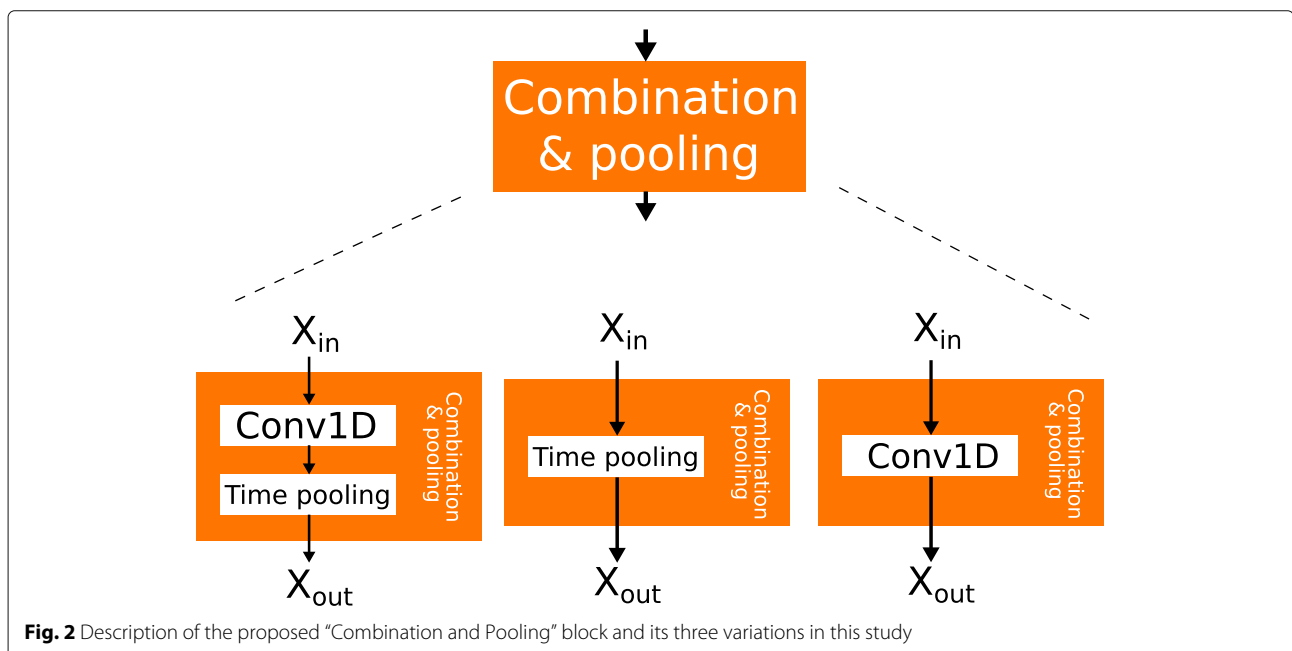 Combination
& pooling
X_in
Conv1D
Time pooling
Combination
& pooling
X_out
X_in
Time pooling
Combination
& pooling
X_out
X_in
Conv1D
Combination
& pooling
X_out
Fig. 2 Description of the proposed “Combination and Pooling” block and its three variations in this study